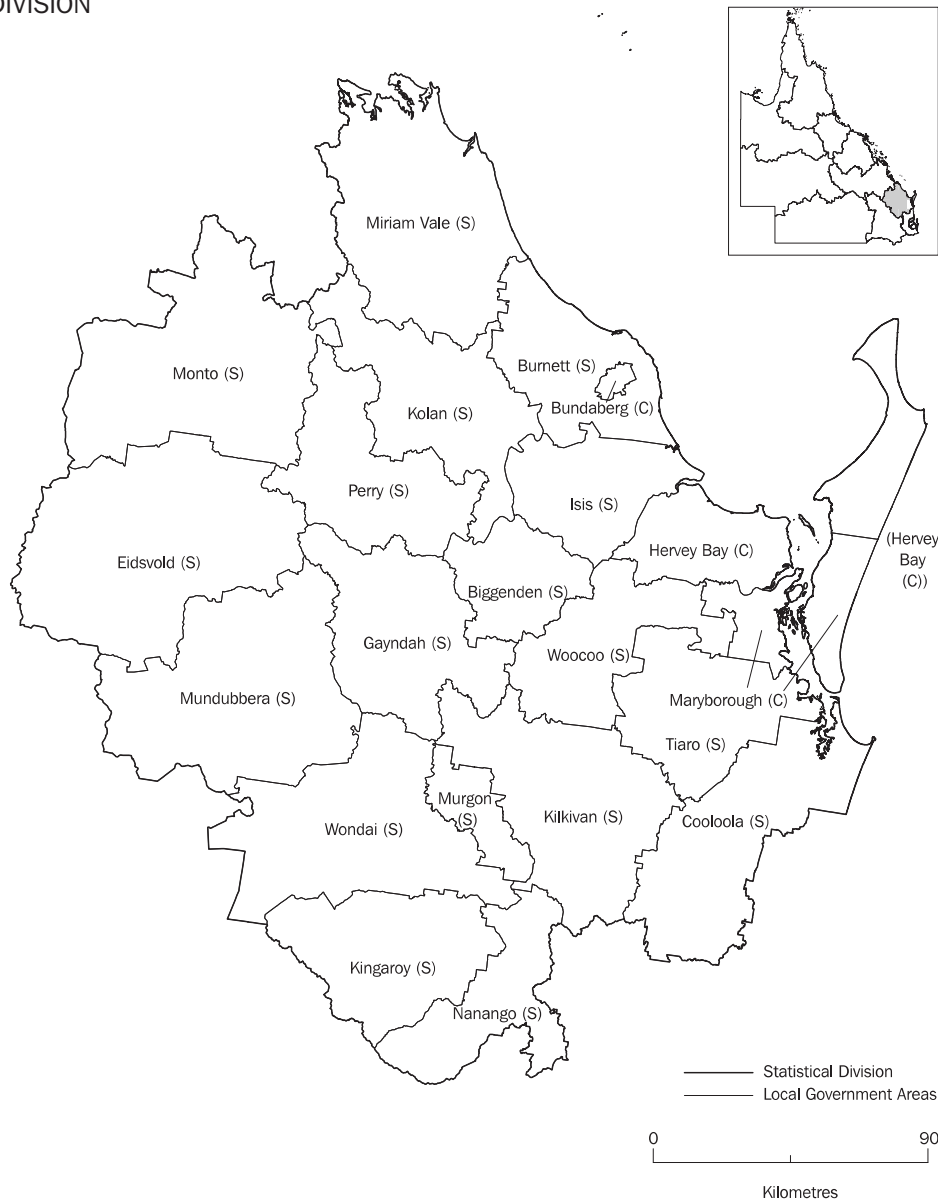 DIVISION
Miriam Vale (S)
Monto (S)
Burnett (S)
Kolan (S)
Bundaberg (C)
Perry (S)
Isis (S)
Hervey Bay (C)
(Hervey
Bay
(C))
Eidsvold (S)
Biggenden (S)
Gayndah (S)
Woocoo (S)
Mundubbera (S)
Maryborough (C)
Tiaro (S)
Murgon
(S)
Wondai (S)
Kilkivan (S)
Cooloola (S)
Kingaroy (S)
Nanango (S)
Statistical Division
Local Government Areas
0 90
Kilometres